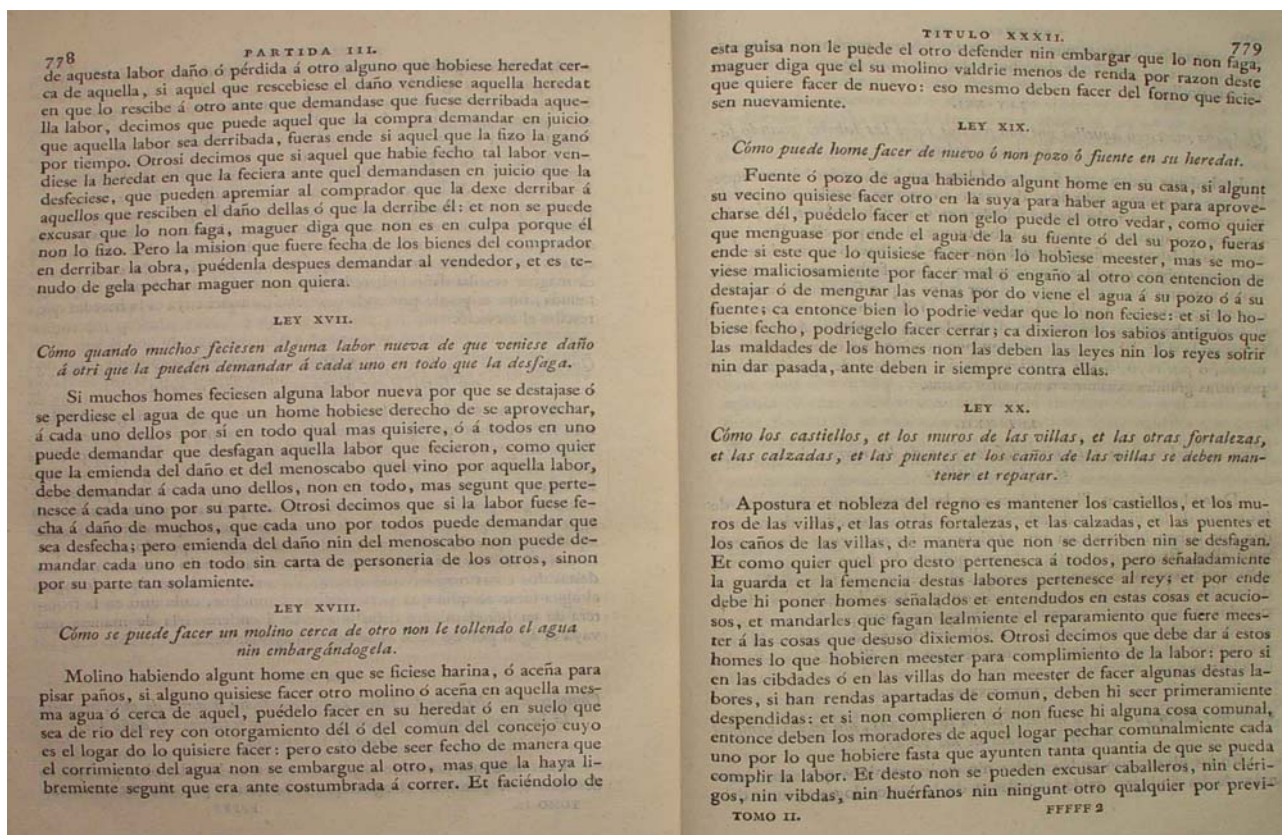 778
PARTIDA III.
de aquesta labor daño ó pérdida á otro alguno que hobiese heredat cer-
ca de aquella, si aquel que rescebiese el daño vendiese aquella heredat
en que lo rescibe á otro ante que demandase que fuese derribada aque-
lla labor, decimos que puede aquel que la compra demandar en juicio
que aquella labor sea derribada, fueras ende si aquel que la fizo la ganó
por tiempo. Otrosi decimos que si aquel que habie fecho tal labor ven-
diese la heredat en que la feciera ante quel demandasen en juicio que la
desfeciese, que pueden apremiar al comprador que la dexe derribar á
aquellos que resciben el daño dellas ó que la derribe él: et non se puede
excusar que lo non faga, maguer diga que non es en culpa porque él
non lo fizo. Pero la mision que fuere fecha de los bienes del comprador
en derribar la obra, puédenla despues demandar al vendedor, et es te-
nudo de gela pechar maguer non quiera.
LEY XVII.
Cómo quando muchos feciesen alguna labor nueva de que veniese daño
á otri que la pueden demandar á cada uno en todo que la desfaga.
Si muchos homes feciesen alguna labor nueva por que se destajase ó
se perdiese el agua de que un home hobiese derecho de se aprovechar,
á cada uno dellos por sí en todo qual mas quisiere, ó á todos en uno
puede demandar que desfagan aquella labor que fecieron, como quier
que la emienda del daño et del menoscabo quel vino por aquella labor,
debe demandar á cada uno dellos, non en todo, mas segunt que perte-
nesce á cada uno por su parte. Otrosi decimos que si la labor fuese fe-
cha á daño de muchos, que cada uno por todos puede demandar que
sea desfecha; pero emienda del daño nin del menoscabo non puede de-
mandar cada uno en todo sin carta de personeria de los otros, sinon
por su parte tan solamiente.
LEY XVIII.
Cómo se puede facer un molino cerca de otro non le tollendo el agua
nin embargándogela.
Molino habiendo algunt home en que se ficiese harina, ó aceña para
pisar paños, si alguno quisiese facer otro molino ó aceña en aquella mes-
ma agua ó cerca de aquel, puédelo facer en su heredat ó en suelo que
sea de rio del rey con otorgamiento dél ó del comun del concejo cuyo
es el logar do lo quisiere facer: pero esto debe seer fecho de manera que
el corrimiento del agua non se embargue al otro, mas que la haya li-
bremiente segunt que era ante costumbrada á correr. Et faciéndolo de
TITULO XXXII.
779
esta guisa non le puede el otro defender nin embargar que lo non faga,
maguer diga que el su molino valdrie menos de renda por razon deste
que quiere facer de nuevo: eso mesmo deben facer del forno que ficie-
sen nuevamiente.
LEY XIX.
Cómo puede home facer de nuevo ó non pozo ó fuente en su heredat.
Fuente ó pozo de agua habiendo algunt home en su casa, si algunt
su vecino quisiese facer otro en la suya para haber agua et para aprove-
charse dél, puédelo facer et non gelo puede el otro vedar, como quier
que menguase por ende el agua de la su fuente ó del su pozo, fueras
ende si este que lo quisiese facer non lo hobiese meester, mas se mo-
viese maliciosamiente por facer mal ó engaño al otro con entencion de
destajar ó de menguar las venas por do viene el agua á su pozo ó á su
fuente; ca entonce bien lo podrie vedar que lo non feciese: et si lo ho-
biese fecho, podriegelo facer cerrar; ca dixieron los sabios antiguos que
las maldades de los homes non las deben las leyes nin los reyes sofrir
nin dar pasada, ante deben ir siempre contra ellas.
LEY XX.
Cómo los castiellos, et los muros de las villas, et las otras fortalezas,
et las calzadas, et las puentes et los caños de las villas se deben man-
tener et reparar.
Apostura et nobleza del regno es mantener los castiellos, et los mu-
ros de las villas, et las otras fortalezas, et las calzadas, et las puentes et
los caños de las villas, de manera que non se derriben nin se desfagan.
Et como quier quel pro desto pertenesca á todos, pero señaladamiente
la guarda et la femencia destas labores pertenesce al rey; et por ende
debe hi poner homes señalados et entendudos en estas cosas et acucio-
sos, et mandarles que fagan lealmiente el reparamiento que fuere mees-
ter á las cosas que desuso dixiemos. Otrosi decimos que debe dar á estos
homes lo que hobieren meester para complimiento de la labor: pero si
en las cibdades ó en las villas do han meester de facer algunas destas la-
bores, si han rendas apartadas de comun, deben hi seer primeramiente
despendidas: et si non complieren ó non fuese hi alguna cosa comunal,
entonce deben los moradores de aquel logar pechar comunalmiente cada
uno por lo que hobiere fasta que ayunten tanta quantia de que se pueda
complir la labor. Et desto non se pueden excusar caballeros, nin cléri-
gos, nin vibdas, nin huérfanos nin ningunt otro qualquier por previ-
TOMO II.
FFFFF 2